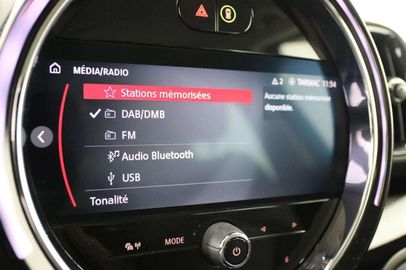 MÉDIA/RADIO
2 TARMAC 11:54
Stations mémorisées
Aucune station mémorisée
disponible.
DAB/DMB
FM
Audio Bluetooth
USB
Tonalité
MODE
6